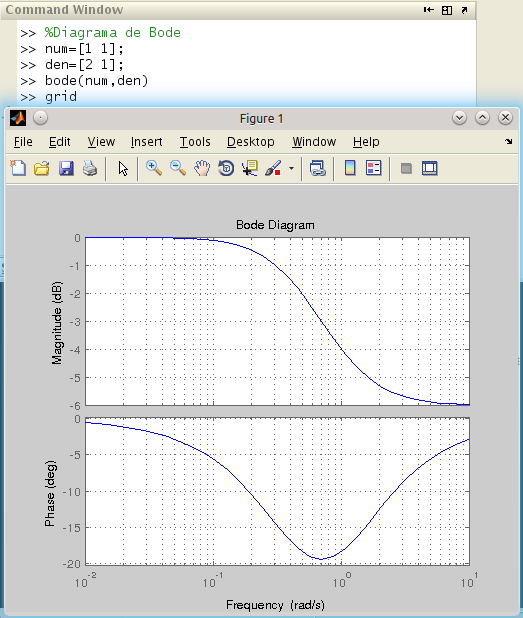 Command Window
>> %Diagrama de Bode
>> num=[1 1];
>> den=[2 1];
>> bode(num,den)
>> grid
Figure 1
File Edit View Insert Tools Desktop Window Help
Bode Diagram
Magnitude (dB)
0
-1
-2
-3
-4
-5
-6
Phase (deg)
0
-5
-10
-15
-20
10^-2 10^-1 10^0 10^1
Frequency (rad/s)